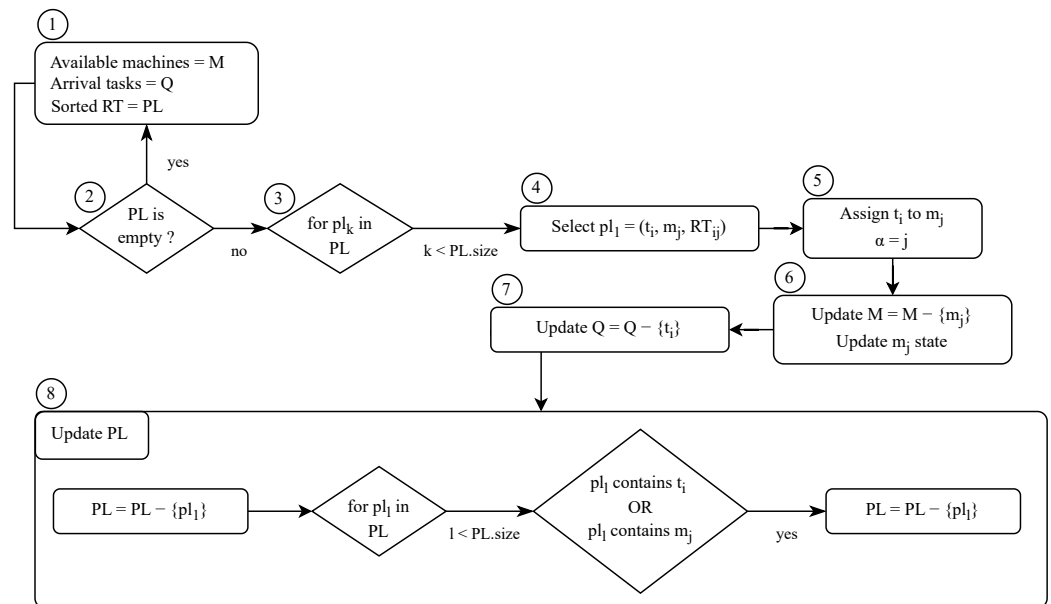 1
Available machines = M
Arrival tasks = Q
Sorted RT = PL
yes
2
PL is
empty ?
no
3
for pl_k in
PL
k < PL.size
4
Select pl_1 = (t_i, m_j, RT_ij)
5
Assign t_i to m_j
α = j
6
Update M = M − {m_j}
Update m_j state
7
Update Q = Q − {t_i}
8
Update PL
PL = PL − {pl_1}
for pl_l in
PL
l < PL.size
pl_l contains t_i
OR
pl_l contains m_j
yes
PL = PL − {pl_l}